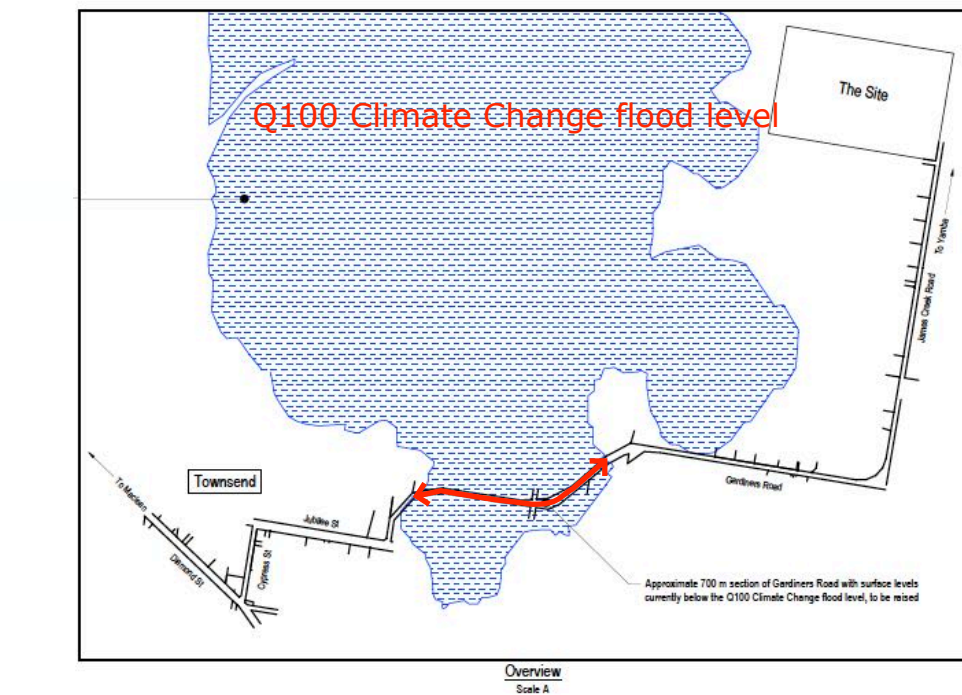 The Site
Q100 Climate Change flood level
To Yamba
James Creek Road
Townsend
To Maclean
Gardiners Road
Jubilee St
Cypress St
Diamond St
Approximate 700 m section of Gardiners Road with surface levels
currently below the Q100 Climate Change flood level, to be raised
Overview
Scale A